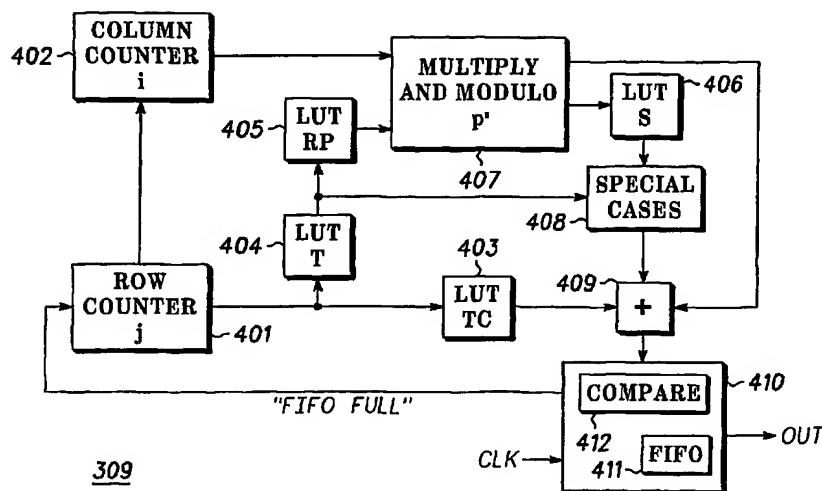 COLUMN
COUNTER
i
402
MULTIPLY
AND MODULO
p'
407
LUT
S
406
405
LUT
RP
SPECIAL
CASES
408
404
LUT
T
403
LUT
TC
409
+
ROW
COUNTER
j
401
"FIFO FULL"
COMPARE
412
410
FIFO
411
CLK
OUT
309